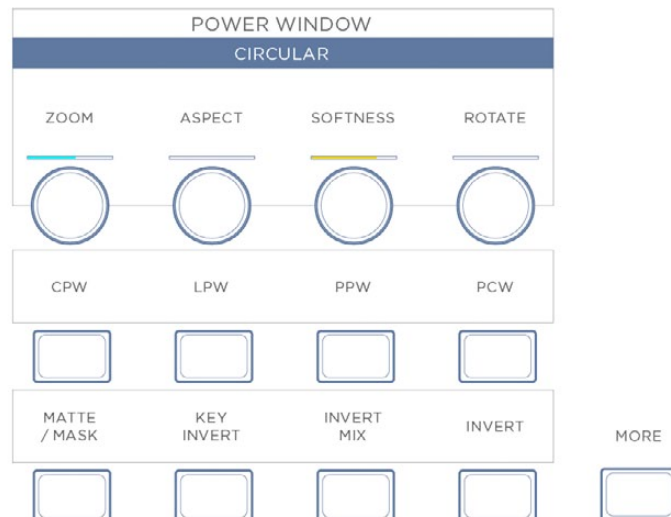 POWER WINDOW
CIRCULAR
ZOOM ASPECT SOFTNESS ROTATE
CPW LPW PPW PCW
MATTE KEY INVERT
/ MASK INVERT MIX INVERT MORE